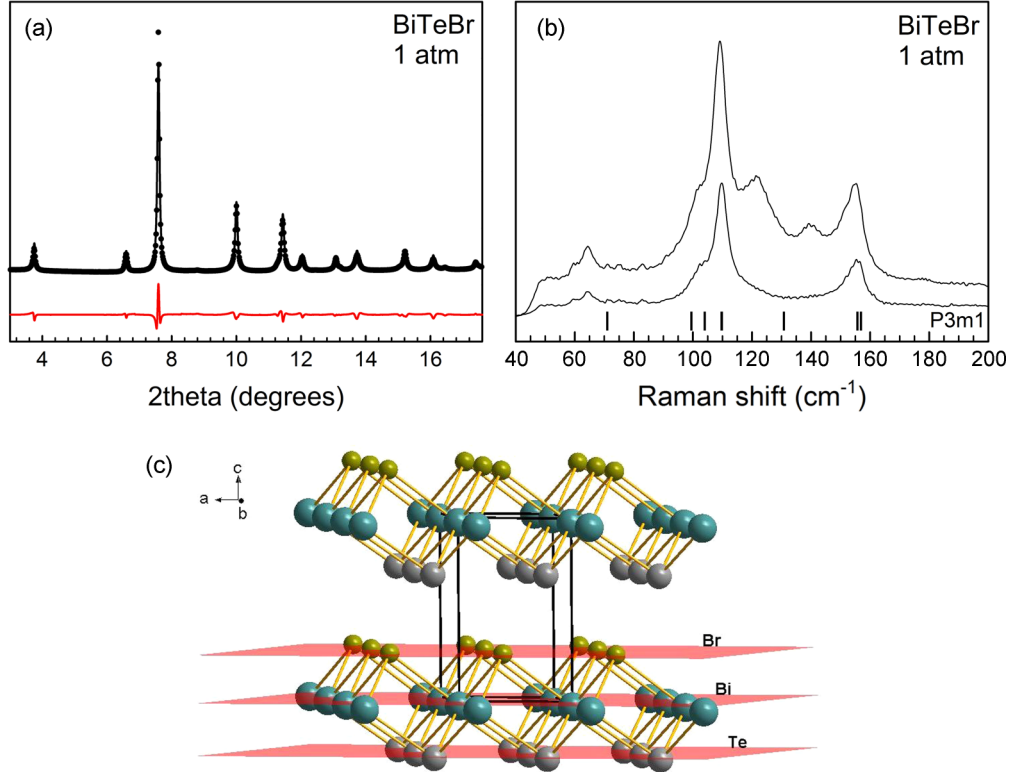 (a)
BiTeBr
1 atm
4 6 8 10 12 14 16
2theta (degrees)
(b)
BiTeBr
1 atm
P3m1
40 60 80 100 120 140 160 180 200
Raman shift (cm-1)
(c)
c
a
b
Br
Bi
Te